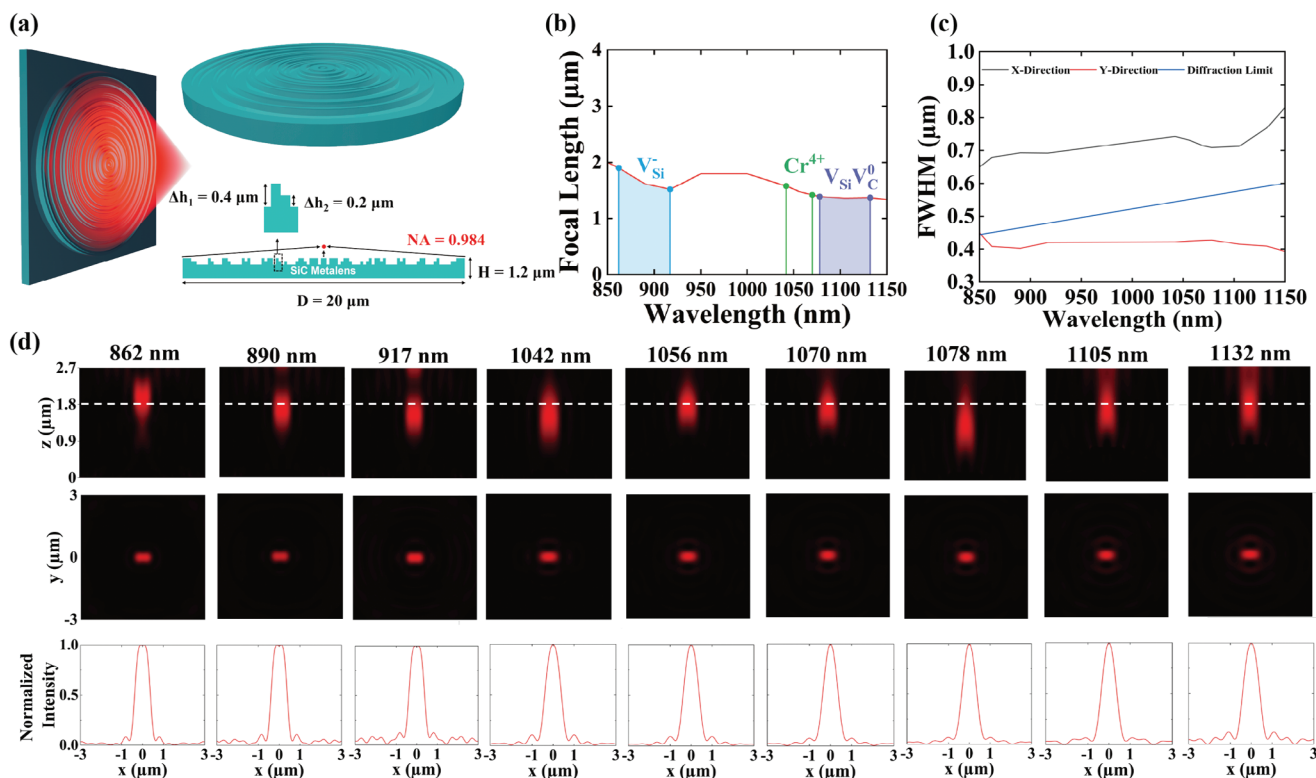 (a)
Δh₁ = 0.4 μm
Δh₂ = 0.2 μm
NA = 0.984
SiC Metalens
H = 1.2 μm
D = 20 μm
(b)
Focal Length (μm)
4
3
2
1
0
V⁻Si
Cr⁴⁺
VSiV⁰C
850 900 950 1000 1050 1100 1150
Wavelength (nm)
(c)
FWHM (μm)
1.0
0.9
0.8
0.7
0.6
0.5
0.4
0.3
X-Direction Y-Direction Diffraction Limit
850 900 950 1000 1050 1100 1150
Wavelength (nm)
(d)
862 nm 890 nm 917 nm 1042 nm 1056 nm 1070 nm 1078 nm 1105 nm 1132 nm
z (μm)
2.7
1.8
0.9
0
y (μm)
3
0
-3
Normalized
Intensity
1.0
0.5
0.0
-3 -1 0 1 3 -3 -1 0 1 3 -3 -1 0 1 3 -3 -1 0 1 3 -3 -1 0 1 3 -3 -1 0 1 3 -3 -1 0 1 3 -3 -1 0 1 3 -3 -1 0 1 3
x (μm) x (μm) x (μm) x (μm) x (μm) x (μm) x (μm) x (μm) x (μm)